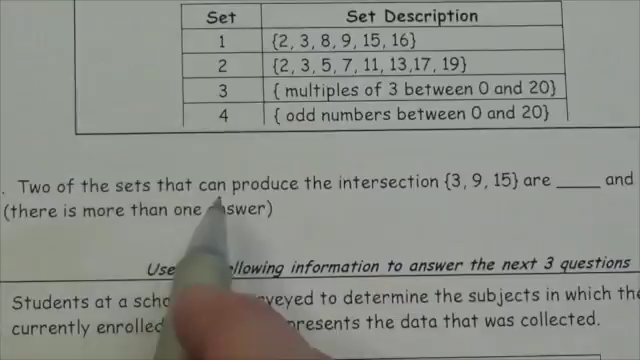 Set Set Description
1 {2, 3, 8, 9, 15, 16}
2 {2, 3, 5, 7, 11, 13,17, 19}
3 { multiples of 3 between 0 and 20}
4 { odd numbers between 0 and 20}
. Two of the sets that can produce the intersection {3, 9, 15} are ____ and
(there is more than one answer)
Use following information to answer the next 3 questions
Students at a surveyed to determine the subjects in which
currently enrolled presents the data that was collected.